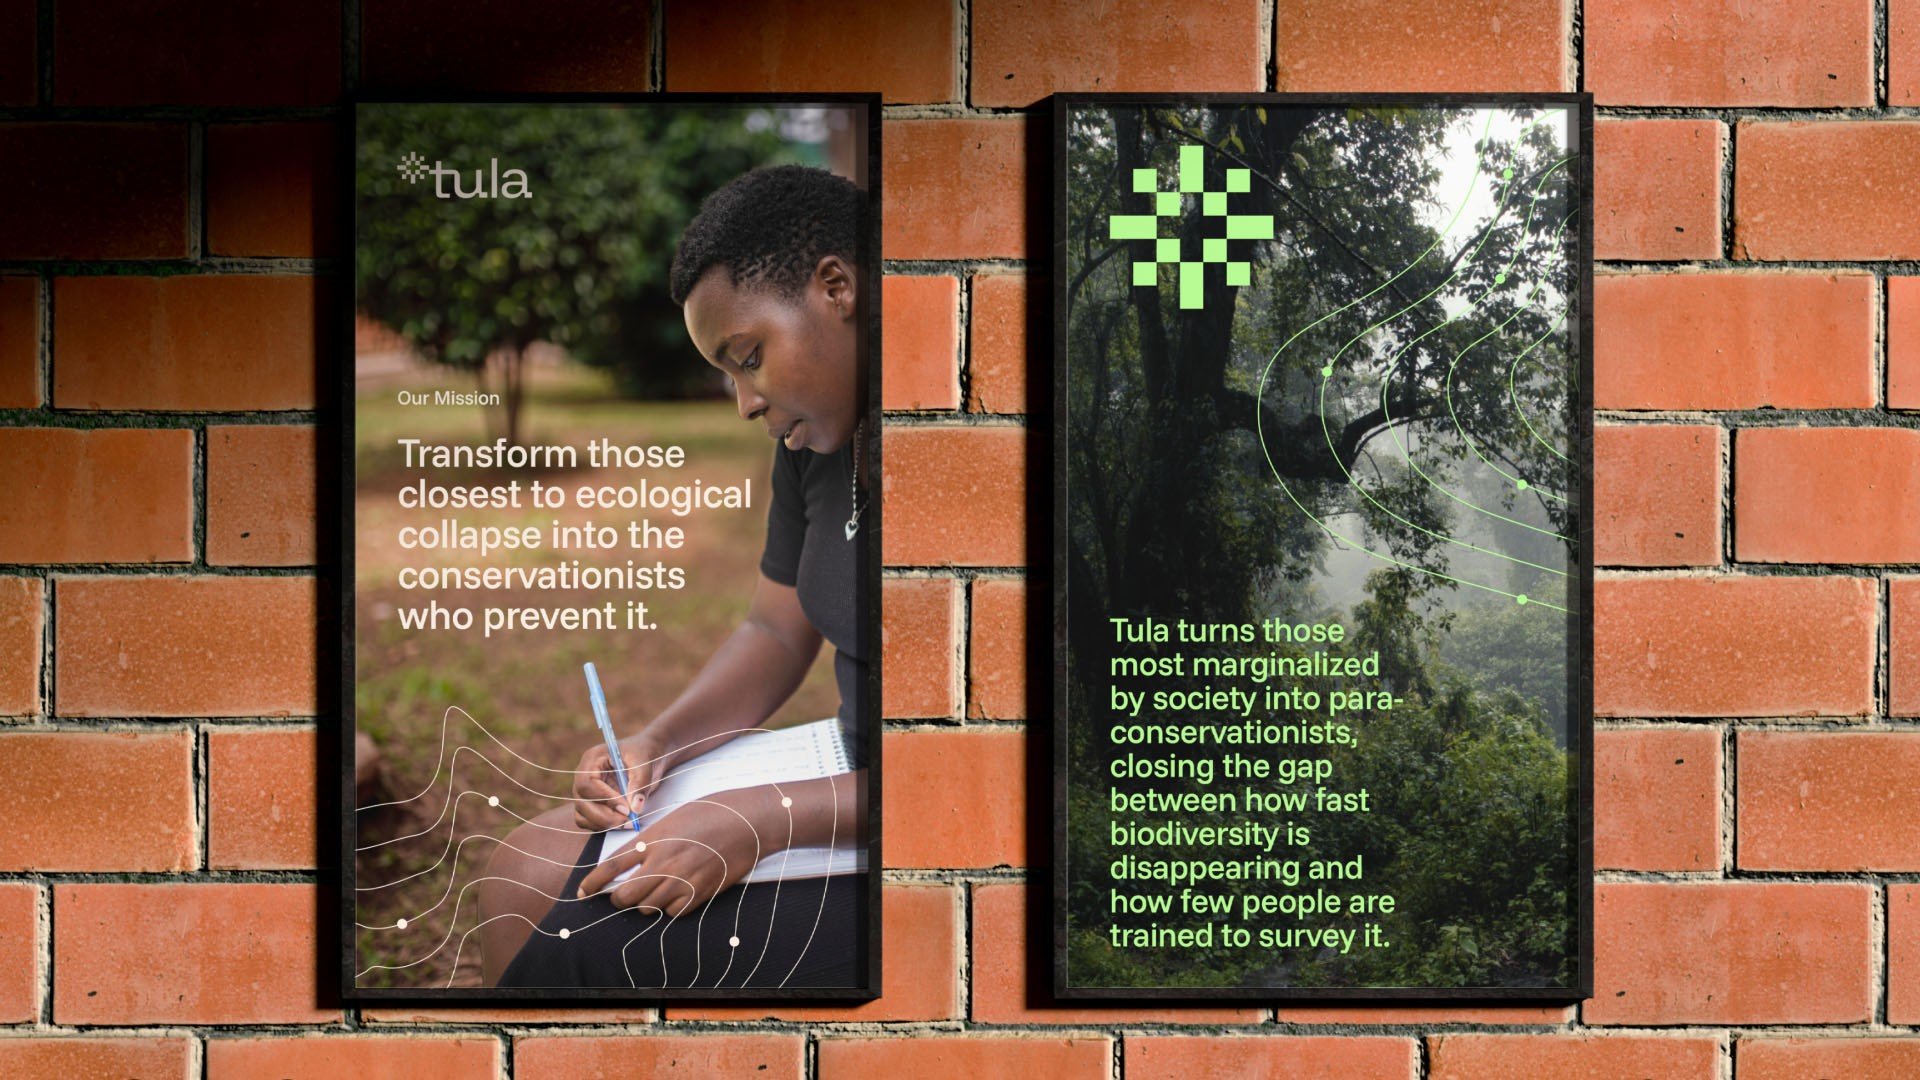 tula
Our Mission
Transform those
closest to ecological
collapse into the
conservationists
who prevent it.
Tula turns those
most marginalized
by society into para-
conservationists,
closing the gap
between how fast
biodiversity is
disappearing and
how few people are
trained to survey it.